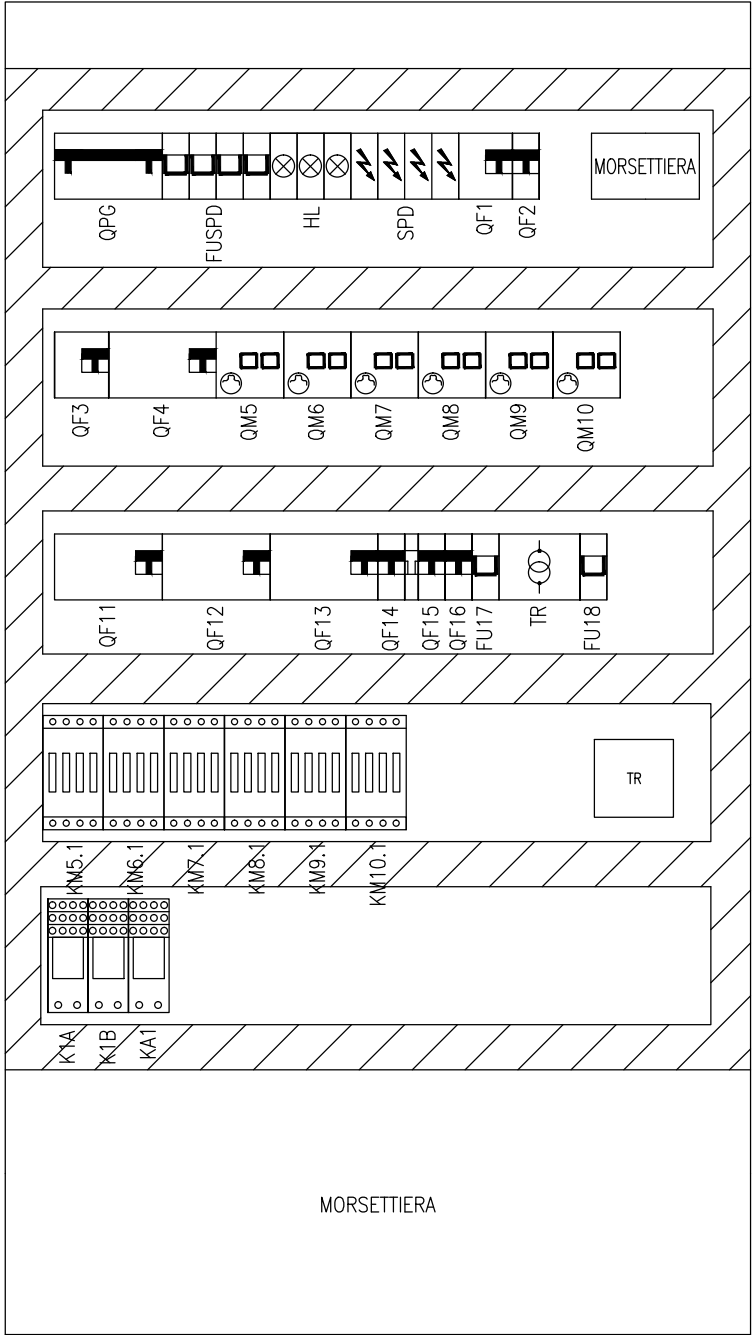 MORSETTIERA
QPG
FUSPD
HL
SPD
QF1
QF2
QF3
QF4
QM5
QM6
QM7
QM8
QM9
QM10
QF11
QF12
QF13
QF14
QF15
QF16
FU17
TR
FU18
TR
KM5.1
KM6.1
KM7.1
KM8.1
KM9.1
KM10.1
K1A
K1B
KA1
MORSETTIERA